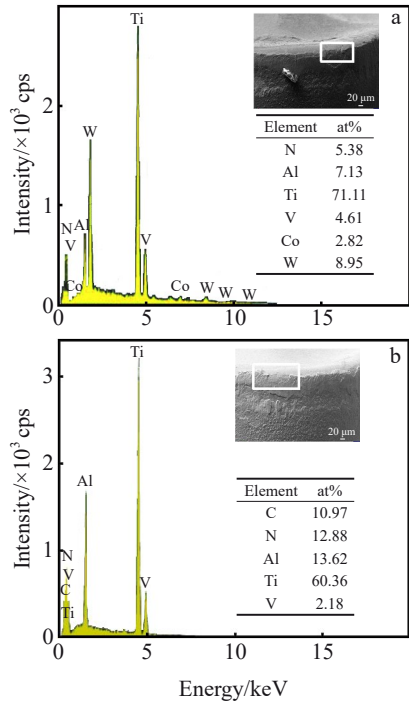 Ti
a
2
Intensity/×10³ cps
W
20 μm
Element at%
N 5.38
Al 7.13
Ti 71.11
V 4.61
Co 2.82
W 8.95
1
Al
N
V
V
Co
Co
W
W
W
0
0 5 10 15
Ti
b
3
Intensity/×10³ cps
20 μm
2
Al
Element at%
C 10.97
N 12.88
Al 13.62
Ti 60.36
V 2.18
1
N
V
C
V
Ti
0
0 5 10 15
Energy/keV